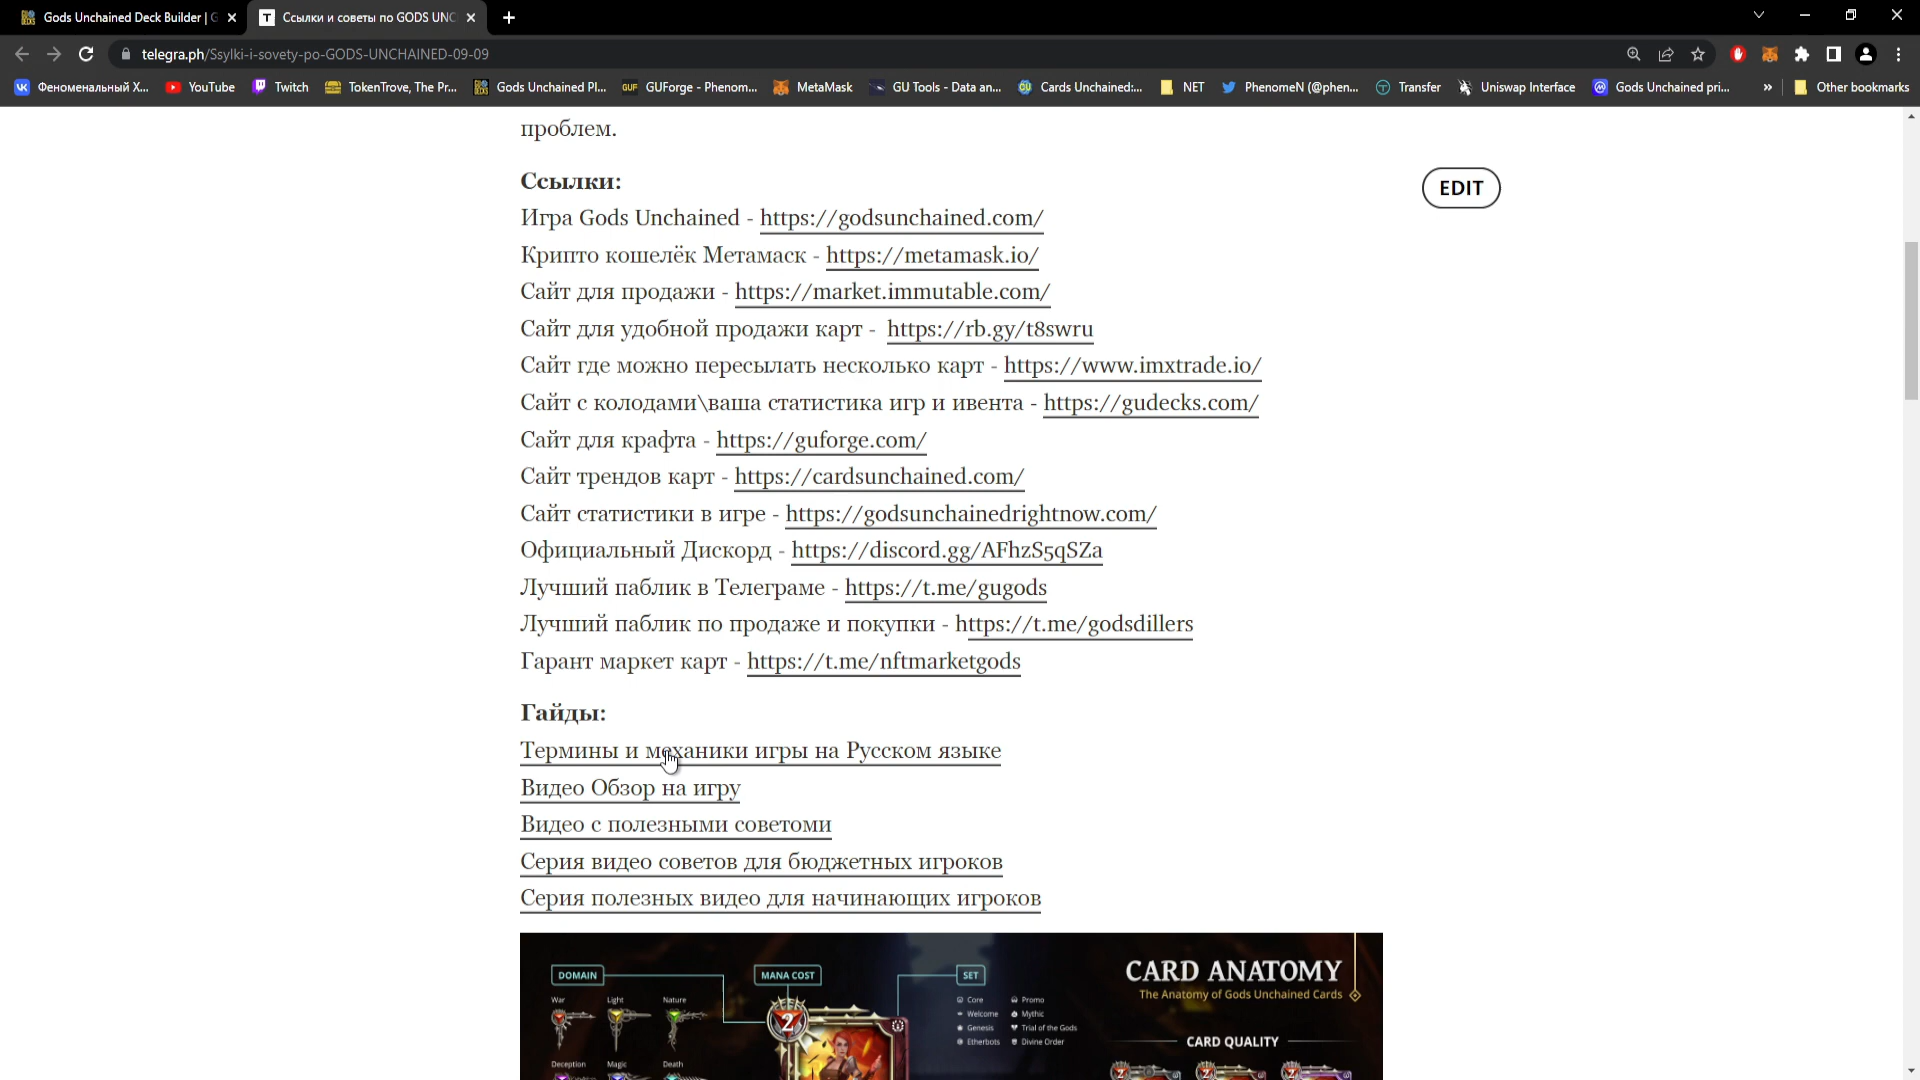 Gods Unchained Deck Builder | G
Ссылки и советы по GODS UNC
telegra.ph/Ssylki-i-sovety-po-GODS-UNCHAINED-09-09
Феноменальный Х...
YouTube
Twitch
TokenTrove, The Pr...
Gods Unchained Pl...
GUF
GUForge - Phenom...
MetaMask
GU Tools - Data an...
Cards Unchained:...
NET
PhenomeN (@phen...
Transfer
Uniswap Interface
Gods Unchained pri...
»
Other bookmarks
проблем.
Ссылки:
EDIT
Игра Gods Unchained - https://godsunchained.com/
Крипто кошелёк Метамаск - https://metamask.io/
Сайт для продажи - https://market.immutable.com/
Сайт для удобной продажи карт - https://rb.gy/t8swru
Сайт где можно пересылать несколько карт - https://www.imxtrade.io/
Сайт с колодами\ваша статистика игр и ивента - https://gudecks.com/
Сайт для крафта - https://guforge.com/
Сайт трендов карт - https://cardsunchained.com/
Сайт статистики в игре - https://godsunchainedrightnow.com/
Официальный Дискорд - https://discord.gg/AFhzS5qSZa
Лучший паблик в Телеграме - https://t.me/gugods
Лучший паблик по продаже и покупки - https://t.me/godsdillers
Гарант маркет карт - https://t.me/nftmarketgods
Гайды:
Термины и механики игры на Русском языке
Видео Обзор на игру
Видео с полезными советоми
Серия видео советов для бюджетных игроков
Серия полезных видео для начинающих игроков
DOMAIN
MANA COST
SET
CARD ANATOMY
The Anatomy of Gods Unchained Cards
War
Light
Nature
Core
Promo
Welcome
Mythic
Genesis
Trial of the Gods
Etherbots
Divine Order
2
CARD QUALITY
Deception
Magic
Death
2
2
2